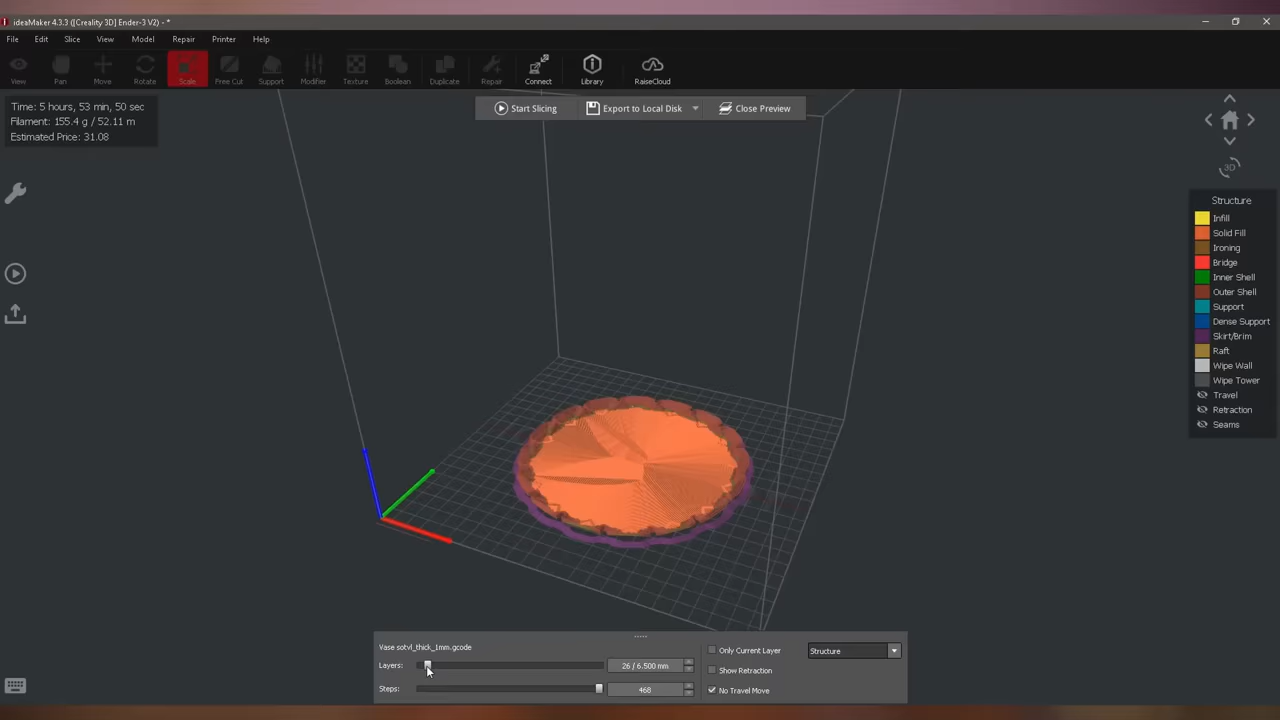 ideaMaker 4.3.3 ([Creality 3D] Ender-3 V2) - *
File Edit Slice View Model Repair Printer Help
View Pan Move Rotate Scale Free Cut Support Modifier Texture Boolean Duplicate Repair Connect Library RaiseCloud
Start Slicing Export to Local Disk Close Preview
Time: 5 hours, 53 min, 50 sec
Filament: 155.4 g / 52.11 m
Estimated Price: 31.08
3D
Structure
Infill
Solid Fill
Ironing
Bridge
Inner Shell
Outer Shell
Support
Dense Support
Skirt/Brim
Raft
Wipe Wall
Wipe Tower
Travel
Retraction
Seams
Vase sotvl_thick_1mm.gcode
Layers: 26 / 6.500 mm
Steps: 468
Only Current Layer
Show Retraction
No Travel Move
Structure